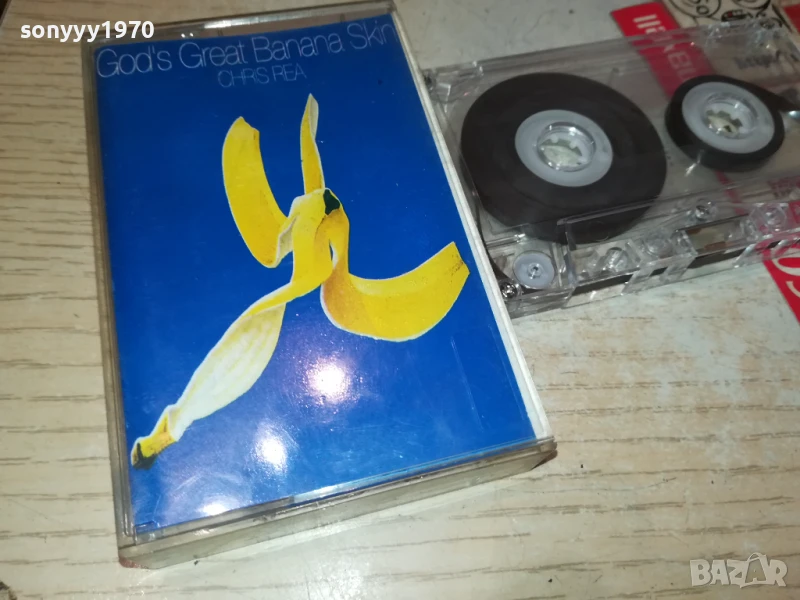 sonyyy1970
God's Great Banana Skin
CHRIS REA
BAZAR